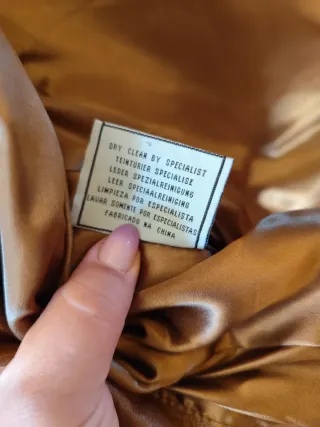 DRY CLEAN BY SPECIALIST
TEINTURIER SPECIALISE
LEDER SPEZIALREINIGUNG
LEER SPECIAALREINIGING
LIMPIEZA POR ESPECIALISTA
LAVAR SOMENTE POR ESPECIALISTAS
FABRICADO NA CHINA